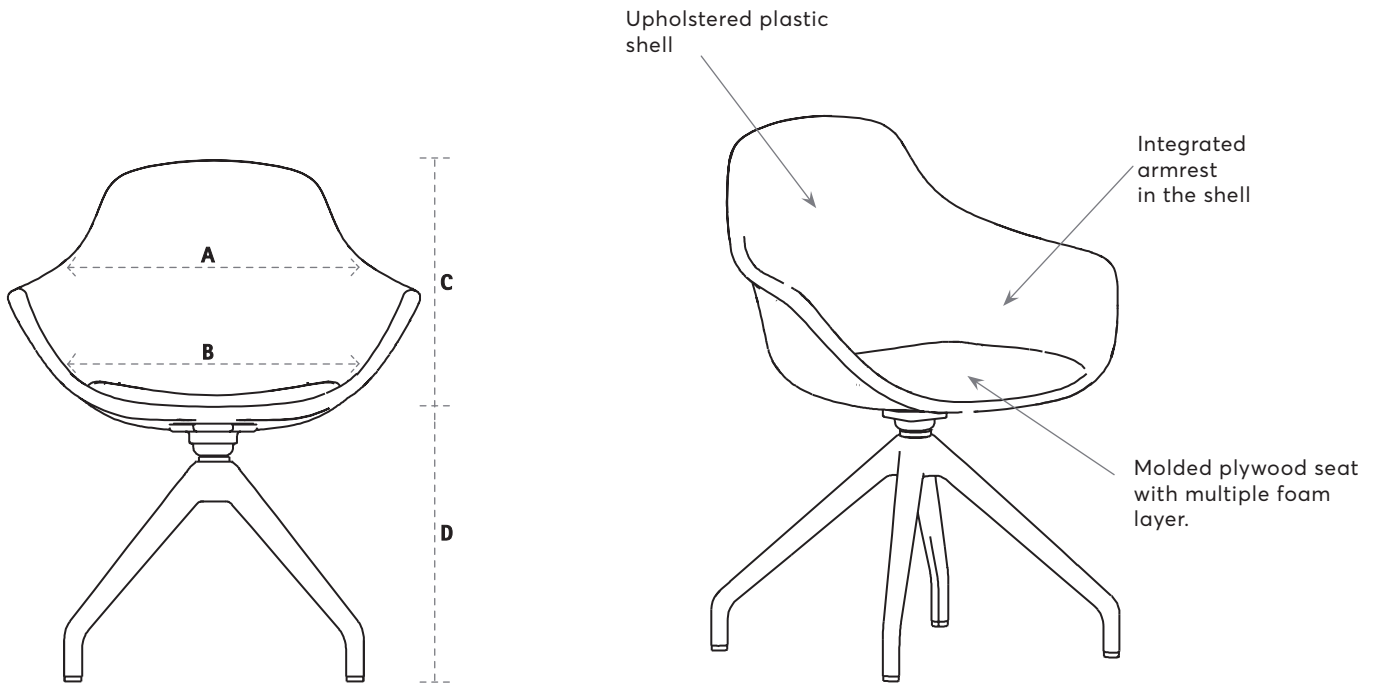 Upholstered plastic
shell
Integrated
armrest
in the shell
A
C
B
Molded plywood seat
with multiple foam
layer.
D